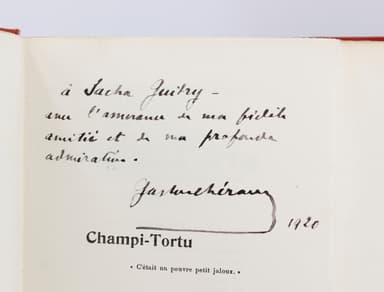 à Sacha Guitry –
avec l'assurance de ma fidèle
amitié et de ma profonde
admiration.
Gaston Chérau
1920
Champi-Tortu
« C'était un pauvre petit jaloux. »